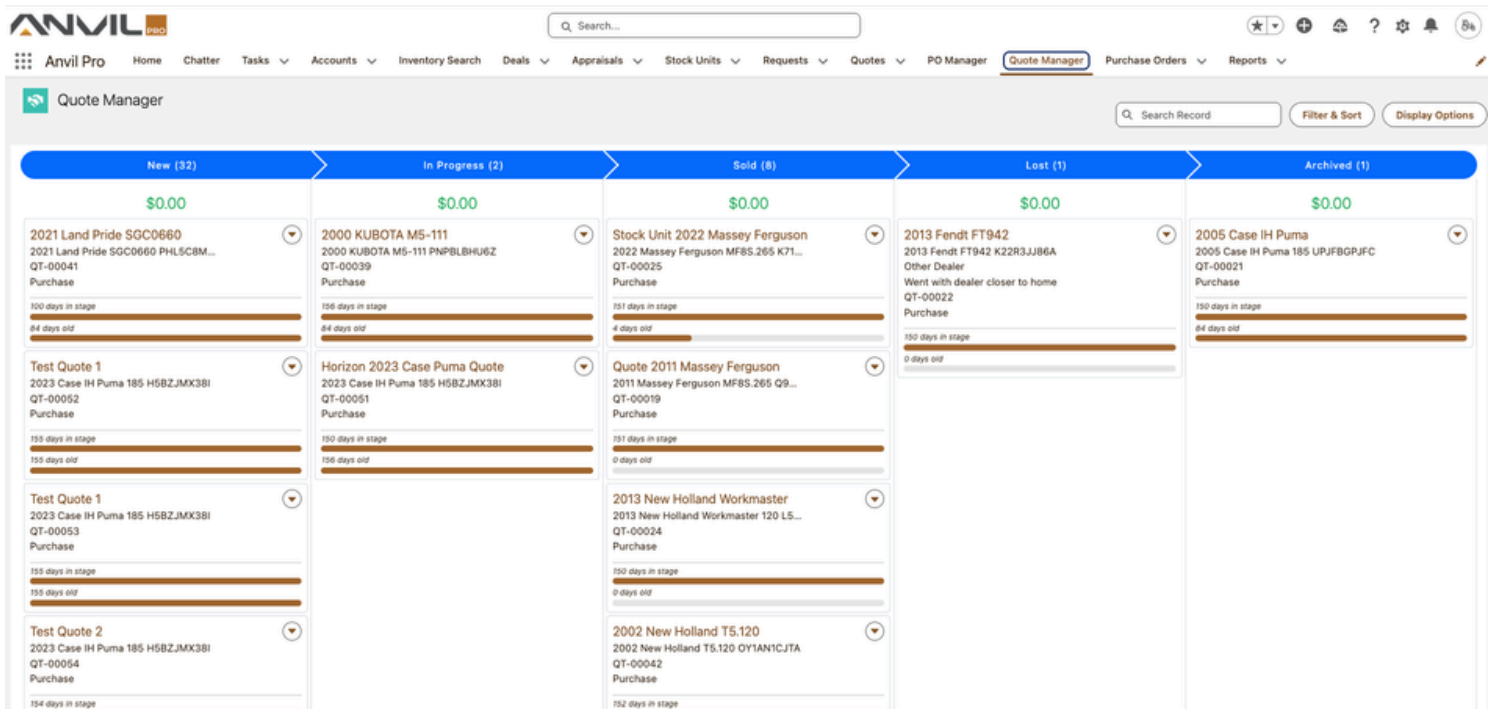 ANVIL PRO
Search...
Anvil Pro
Home
Chatter
Tasks
Accounts
Inventory Search
Deals
Appraisals
Stock Units
Requests
Quotes
PO Manager
Quote Manager
Purchase Orders
Reports
Quote Manager
Search Record
Filter & Sort
Display Options
New (32)
In Progress (2)
Sold (8)
Lost (1)
Archived (1)
$0.00
$0.00
$0.00
$0.00
$0.00
2021 Land Pride SGC0660
2021 Land Pride SGC0660 PHL5C8M...
QT-00041
Purchase
100 days in stage
84 days old
Test Quote 1
2023 Case IH Puma 185 H5BZJMX38I
QT-00052
Purchase
155 days in stage
155 days old
Test Quote 1
2023 Case IH Puma 185 H5BZJMX38I
QT-00053
Purchase
155 days in stage
155 days old
Test Quote 2
2023 Case IH Puma 185 H5BZJMX38I
QT-00054
Purchase
154 days in stage
2000 KUBOTA M5-111
2000 KUBOTA M5-111 PNPBLBHU6Z
QT-00039
Purchase
156 days in stage
84 days old
Horizon 2023 Case Puma Quote
2023 Case IH Puma 185 H5BZJMX38I
QT-00051
Purchase
150 days in stage
156 days old
Stock Unit 2022 Massey Ferguson
2022 Massey Ferguson MF8S.265 K71...
QT-00025
Purchase
151 days in stage
4 days old
Quote 2011 Massey Ferguson
2011 Massey Ferguson MF8S.265 Q9...
QT-00019
Purchase
151 days in stage
0 days old
2013 New Holland Workmaster
2013 New Holland Workmaster 120 L5...
QT-00024
Purchase
150 days in stage
0 days old
2002 New Holland T5.120
2002 New Holland T5.120 OY1AN1CJTA
QT-00042
Purchase
152 days in stage
2013 Fendt FT942
2013 Fendt FT942 K22R3JJ86A
Other Dealer
Went with dealer closer to home
QT-00022
Purchase
150 days in stage
0 days old
2005 Case IH Puma
2005 Case IH Puma 185 UPJFBGPJFC
QT-00021
Purchase
150 days in stage
84 days old